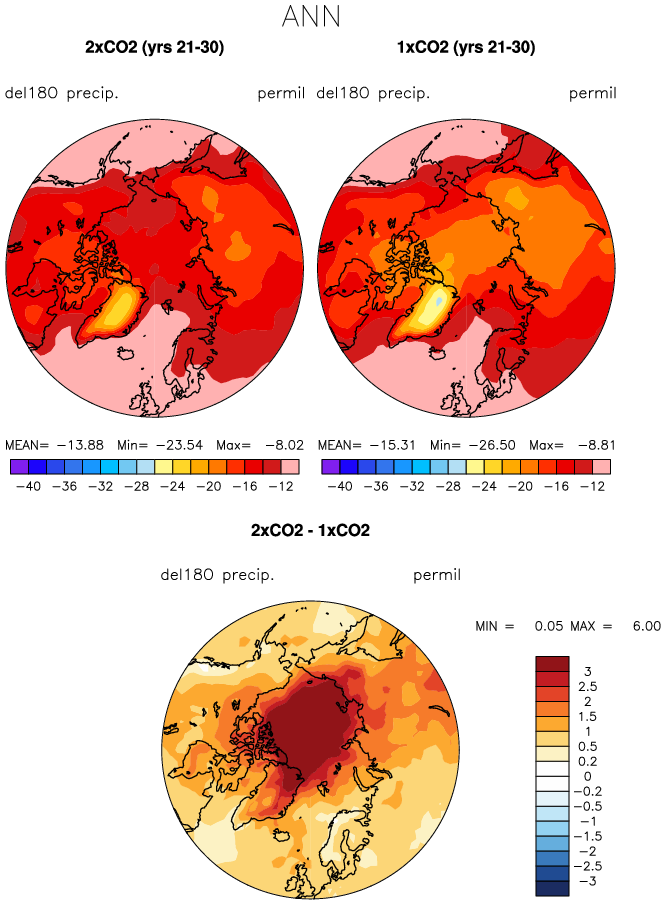 ANN
2xCO2 (yrs 21-30) 1xCO2 (yrs 21-30)
del18O precip. permil del18O precip. permil
MEAN= -13.88 Min= -23.54 Max= -8.02 MEAN= -15.31 Min= -26.50 Max= -8.81
-40 -36 -32 -28 -24 -20 -16 -12 -40 -36 -32 -28 -24 -20 -16 -12
2xCO2 - 1xCO2
del18O precip. permil
MIN = 0.05 MAX = 6.00
3
2.5
2
1.5
1
0.5
0.2
0
-0.2
-0.5
-1
-1.5
-2
-2.5
-3